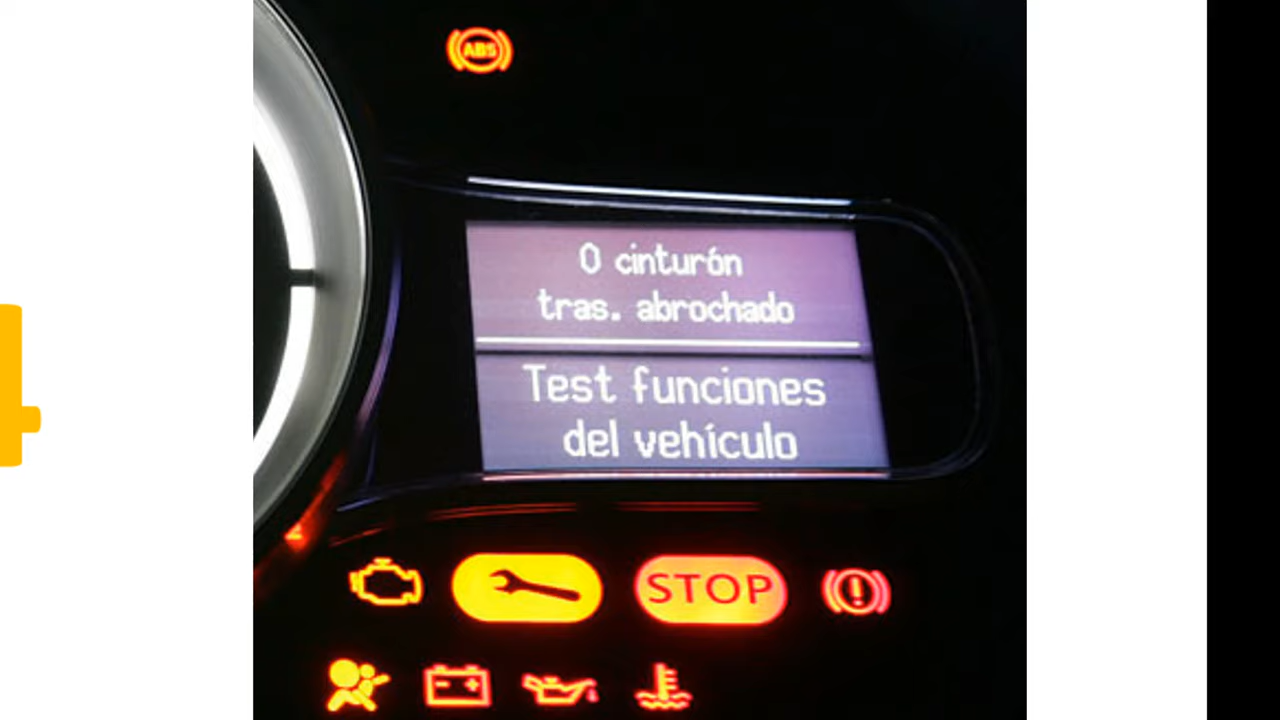 ABS
0 cinturón
tras. abrochado
Test funciones
del vehículo
STOP